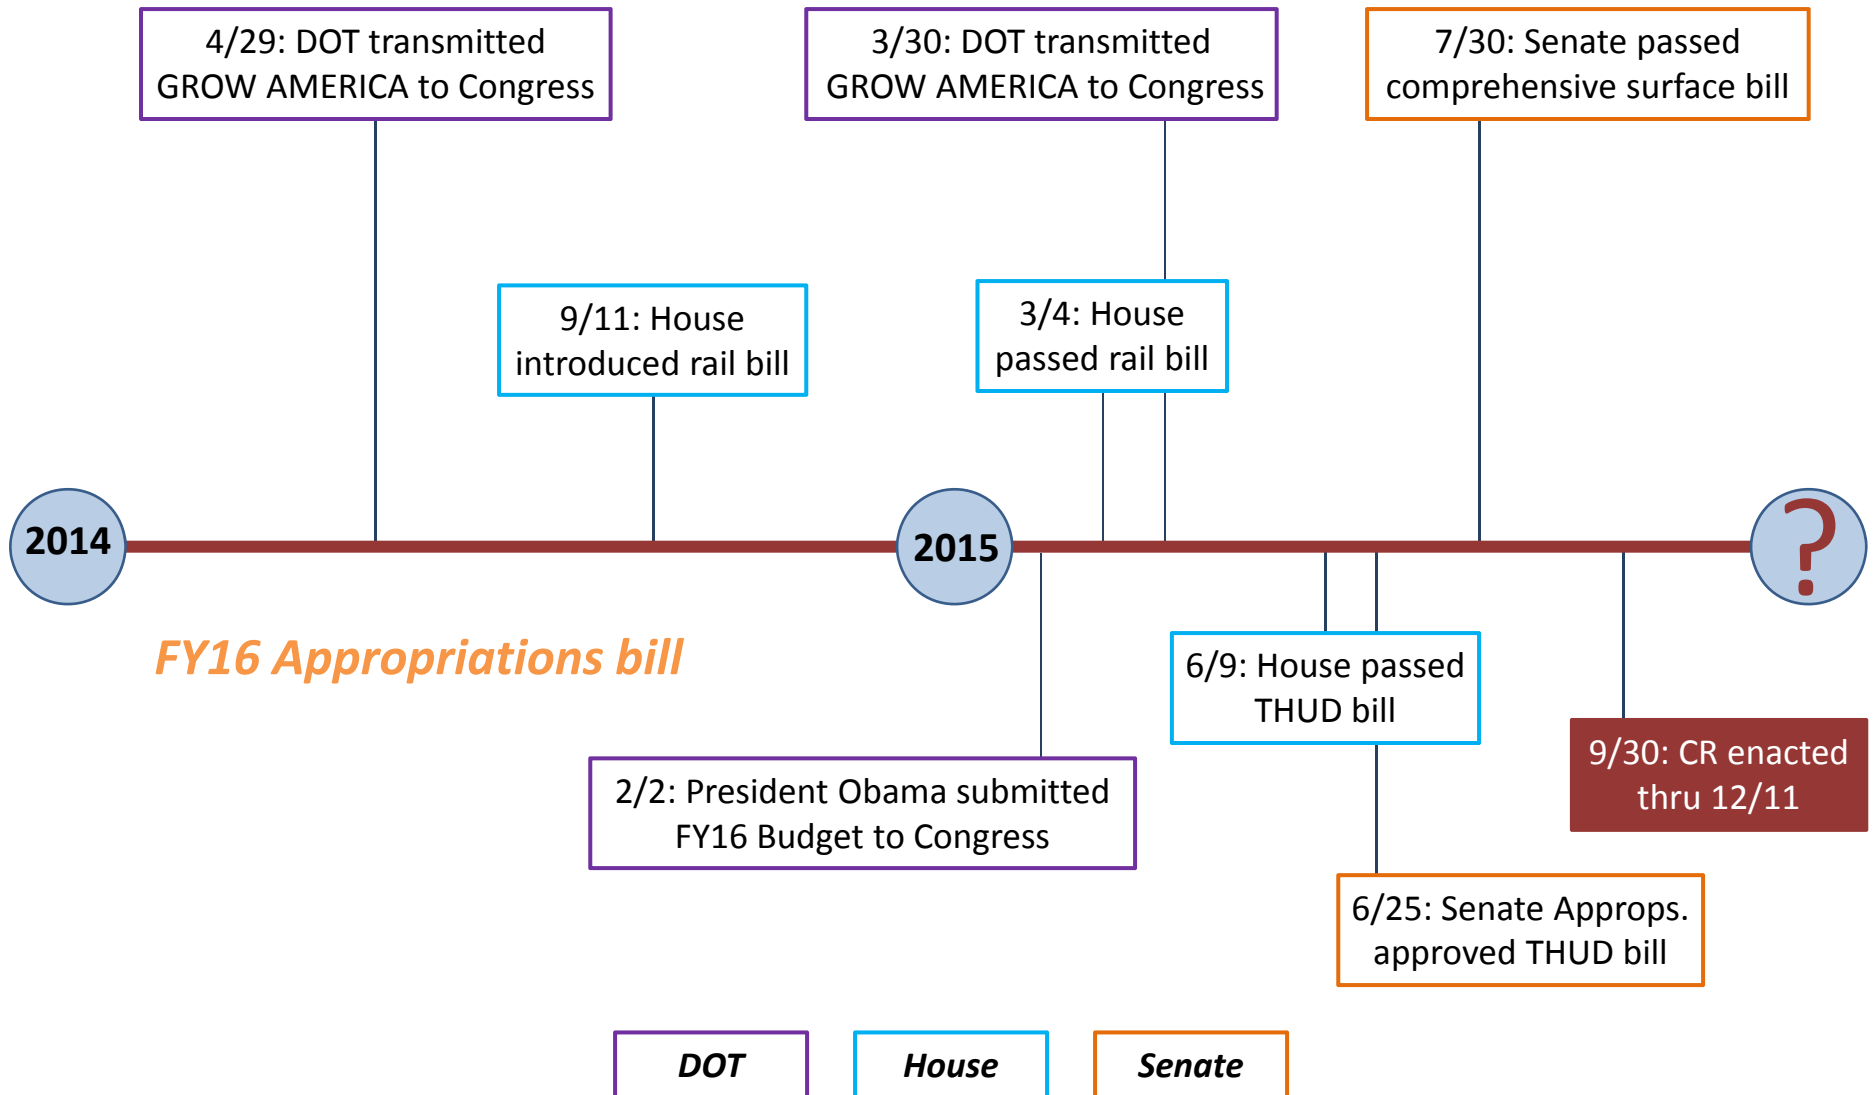 4/29: DOT transmitted
GROW AMERICA to Congress
3/30: DOT transmitted
GROW AMERICA to Congress
7/30: Senate passed
comprehensive surface bill
9/11: House
introduced rail bill
3/4: House
passed rail bill
2014
2015
?
FY16 Appropriations bill
6/9: House passed
THUD bill
2/2: President Obama submitted
FY16 Budget to Congress
9/30: CR enacted
thru 12/11
6/25: Senate Approps.
approved THUD bill
DOT
House
Senate